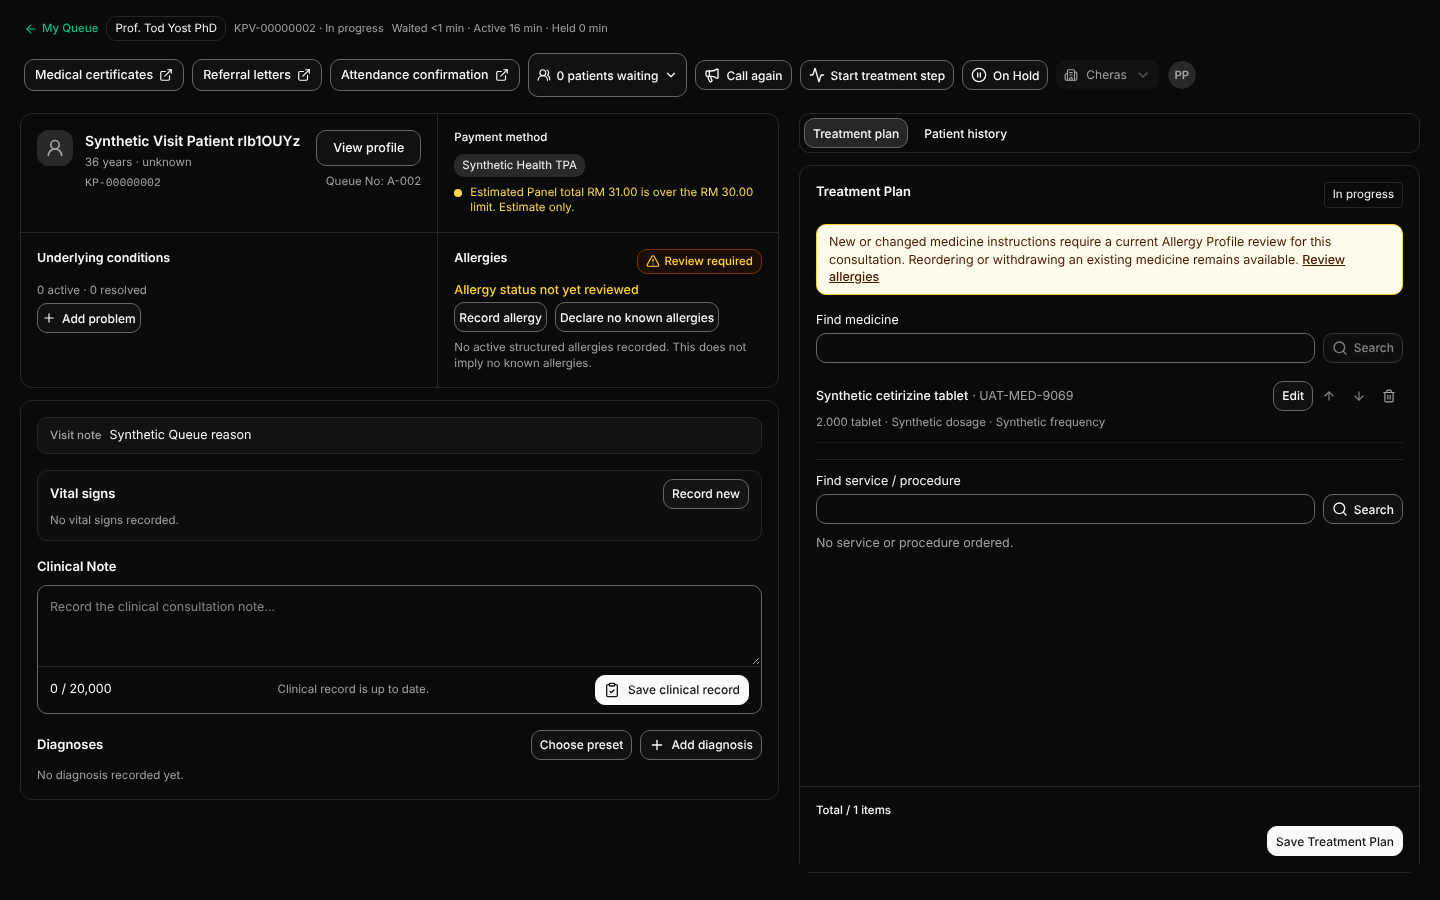 My Queue
Prof. Tod Yost PhD
KPV-00000002 · In progress
Waited <1 min · Active 16 min · Held 0 min
Medical certificates
Referral letters
Attendance confirmation
0 patients waiting
Call again
Start treatment step
On Hold
Cheras
PP
Synthetic Visit Patient rlb1OUYz
36 years · unknown
KP-00000002
View profile
Queue No: A-002
Payment method
Synthetic Health TPA
Estimated Panel total RM 31.00 is over the RM 30.00
limit. Estimate only.
Underlying conditions
0 active · 0 resolved
Add problem
Allergies
Review required
Allergy status not yet reviewed
Record allergy
Declare no known allergies
No active structured allergies recorded. This does not
imply no known allergies.
Visit note Synthetic Queue reason
Vital signs
Record new
No vital signs recorded.
Clinical Note
Record the clinical consultation note...
0 / 20,000
Clinical record is up to date.
Save clinical record
Diagnoses
Choose preset
Add diagnosis
No diagnosis recorded yet.
Treatment plan
Patient history
Treatment Plan
In progress
New or changed medicine instructions require a current Allergy Profile review for this
consultation. Reordering or withdrawing an existing medicine remains available. Review
allergies
Find medicine
Search
Synthetic cetirizine tablet · UAT-MED-9069
Edit
2.000 tablet · Synthetic dosage · Synthetic frequency
Find service / procedure
Search
No service or procedure ordered.
Total / 1 items
Save Treatment Plan